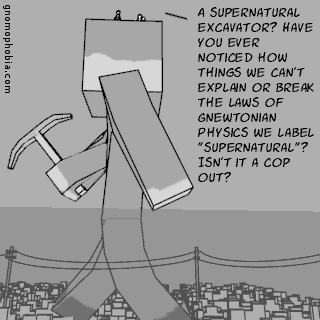 A SUPERNATURAL
EXCAVATOR? HAVE
YOU EVER
NOTICED HOW
THINGS WE CAN'T
EXPLAIN OR BREAK
THE LAWS OF
GNEWTONIAN
PHYSICS WE LABEL
"SUPERNATURAL"?
ISN'T IT A COP
OUT?
gnomophobia.com